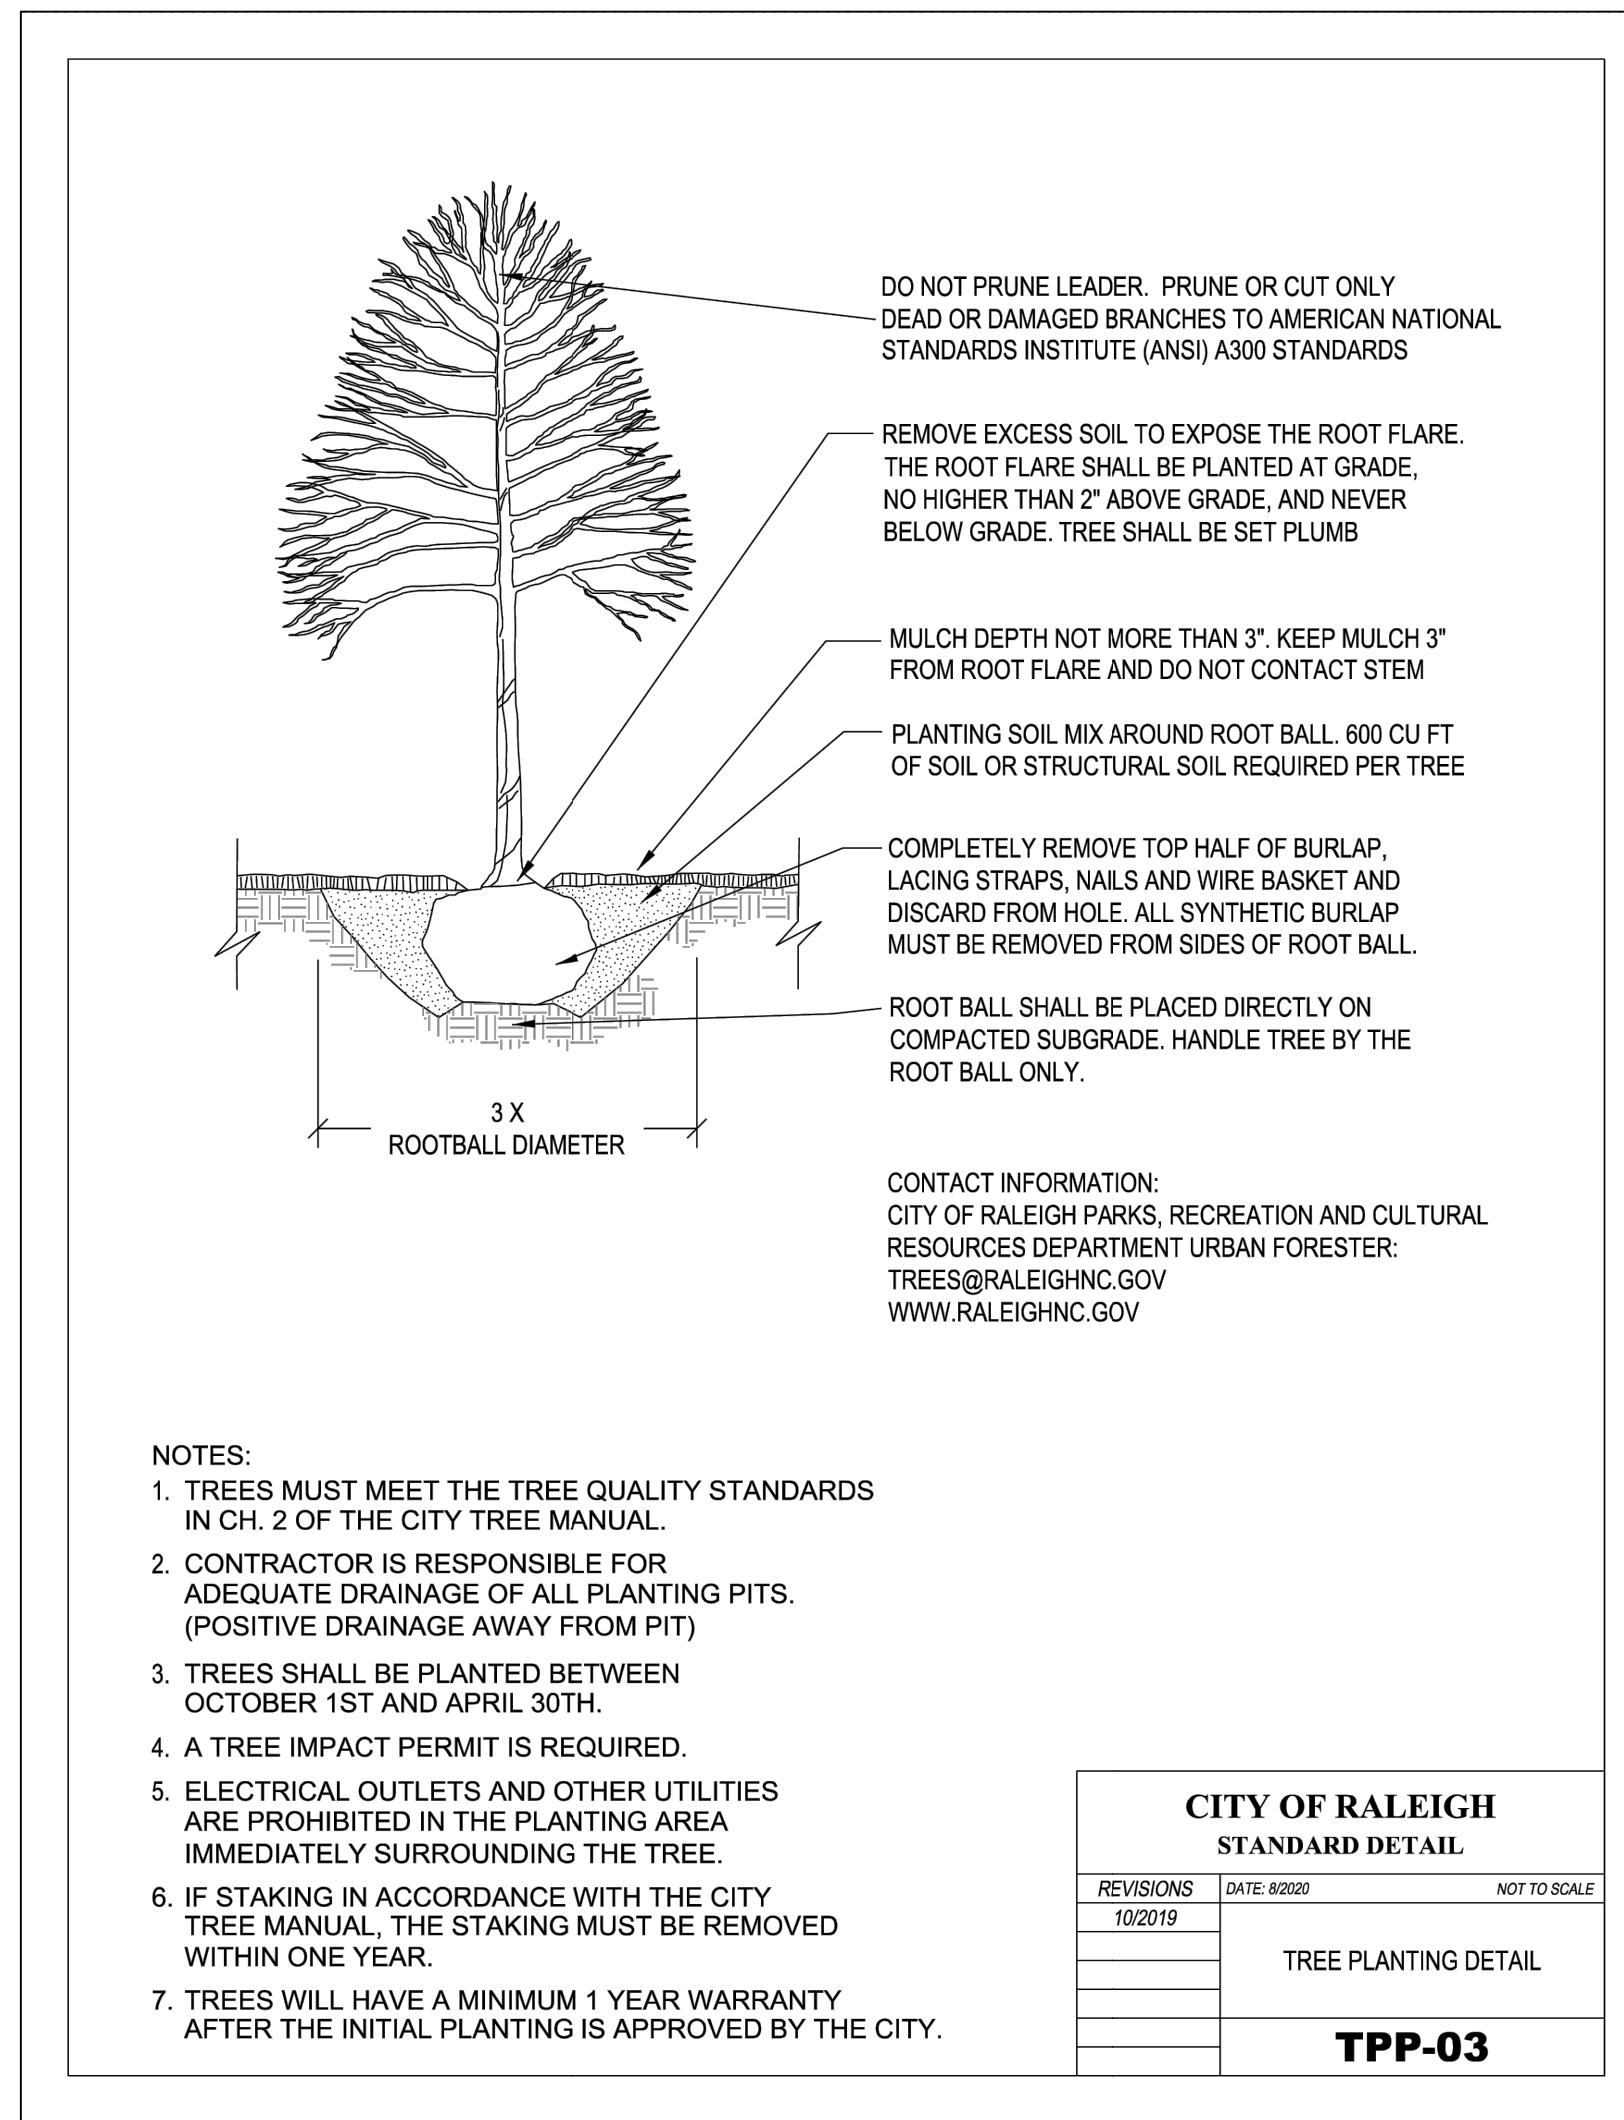 DO NOT PRUNE LEADER.  PRUNE OR CUT ONLY
DEAD OR DAMAGED BRANCHES TO AMERICAN NATIONAL
STANDARDS INSTITUTE (ANSI) A300 STANDARDS
REMOVE EXCESS SOIL TO EXPOSE THE ROOT FLARE.
THE ROOT FLARE SHALL BE PLANTED AT GRADE,
NO HIGHER THAN 2" ABOVE GRADE, AND NEVER
BELOW GRADE. TREE SHALL BE SET PLUMB
MULCH DEPTH NOT MORE THAN 3". KEEP MULCH 3"
FROM ROOT FLARE AND DO NOT CONTACT STEM
PLANTING SOIL MIX AROUND ROOT BALL. 600 CU FT
OF SOIL OR STRUCTURAL SOIL REQUIRED PER TREE
COMPLETELY REMOVE TOP HALF OF BURLAP,
LACING STRAPS, NAILS AND WIRE BASKET AND
DISCARD FROM HOLE. ALL SYNTHETIC BURLAP
MUST BE REMOVED FROM SIDES OF ROOT BALL.
ROOT BALL SHALL BE PLACED DIRECTLY ON
COMPACTED SUBGRADE. HANDLE TREE BY THE
ROOT BALL ONLY.
3 X
ROOTBALL DIAMETER
CONTACT INFORMATION:
CITY OF RALEIGH PARKS, RECREATION AND CULTURAL
RESOURCES DEPARTMENT URBAN FORESTER:
TREES@RALEIGHNC.GOV
WWW.RALEIGHNC.GOV
NOTES:
1. TREES MUST MEET THE TREE QUALITY STANDARDS
IN CH. 2 OF THE CITY TREE MANUAL.
2. CONTRACTOR IS RESPONSIBLE FOR
ADEQUATE DRAINAGE OF ALL PLANTING PITS.
(POSITIVE DRAINAGE AWAY FROM PIT)
3. TREES SHALL BE PLANTED BETWEEN
OCTOBER 1ST AND APRIL 30TH.
4. A TREE IMPACT PERMIT IS REQUIRED.
5. ELECTRICAL OUTLETS AND OTHER UTILITIES
ARE PROHIBITED IN THE PLANTING AREA
IMMEDIATELY SURROUNDING THE TREE.
6. IF STAKING IN ACCORDANCE WITH THE CITY
TREE MANUAL, THE STAKING MUST BE REMOVED
WITHIN ONE YEAR.
7. TREES WILL HAVE A MINIMUM 1 YEAR WARRANTY
AFTER THE INITIAL PLANTING IS APPROVED BY THE CITY.
CITY OF RALEIGH
STANDARD DETAIL
REVISIONS
DATE: 8/2020
NOT TO SCALE
10/2019
TREE PLANTING DETAIL
TPP-03